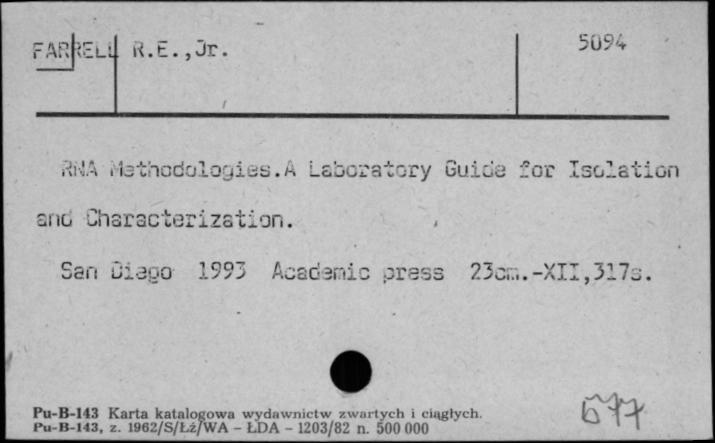 FARRELL R.E.,Jr.
5094
RNA Methodologies.A Laboratory Guide for Isolation
and Characterization.
San Diego 1993 Academic press 23cm.-XII,317s.
Pu-B-143 Karta katalogowa wydawnictw zwartych i ciągłych.
Pu-B-143, z. 1962/S/Łż/WA - ŁDA - 1203/82 n. 500 000
577